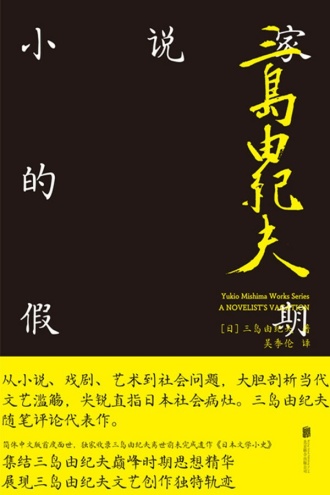 小说家的假期
三島由紀夫
Yukio Mishima Works Series
A NOVELIST'S VACATION
[日] 三岛由纪夫 著
吴季伦 译
从小说、戏剧、艺术到社会问题，大胆剖析当代
文艺滥觞，尖锐直指日本社会病灶。三岛由纪夫
随笔评论代表作。
简体中文版首度面世，独家收录三岛由纪夫离世前未完成遗作《日本文学小史》
集结三岛由纪夫巅峰时期思想精华
展现三岛由纪夫文艺创作独特轨迹